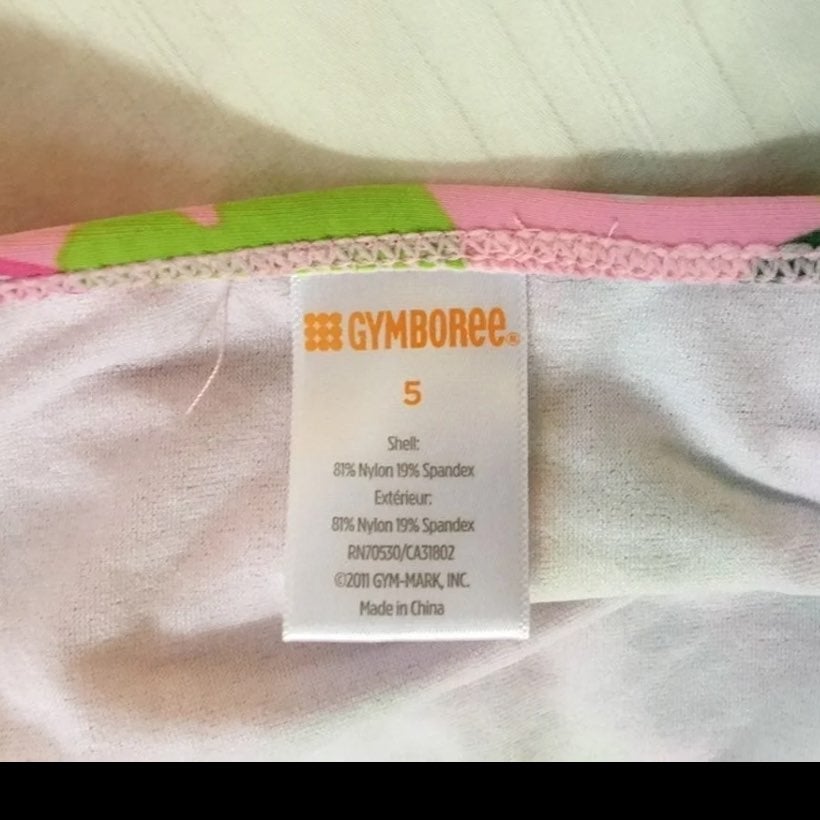 GYMBOREE®
5
Shell:
81% Nylon 19% Spandex
Extérieur:
81% Nylon 19% Spandex
RN70530/CA31802
©2011 GYM-MARK, INC.
Made in China